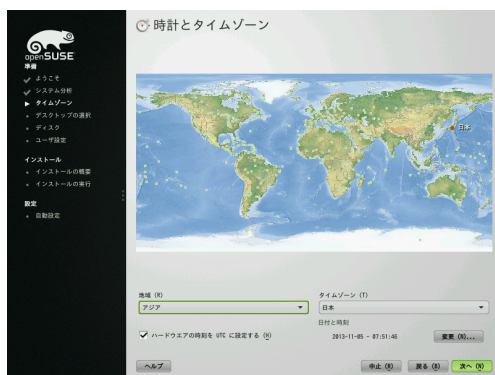 openSUSE
準備
ようこそ
システム分析
タイムゾーン
デスクトップの選択
ディスク
ユーザ設定
インストール
インストールの概要
インストールの実行
設定
自動設定
時計とタイムゾーン
日本
地域 (R)
アジア
タイムゾーン (T)
日本
ハードウエアの時刻を UTC に設定する (H)
日付と時刻
2013-11-05 - 07:51:46
変更 (N)...
ヘルプ
中止 (R)
戻る (B)
次へ (N)